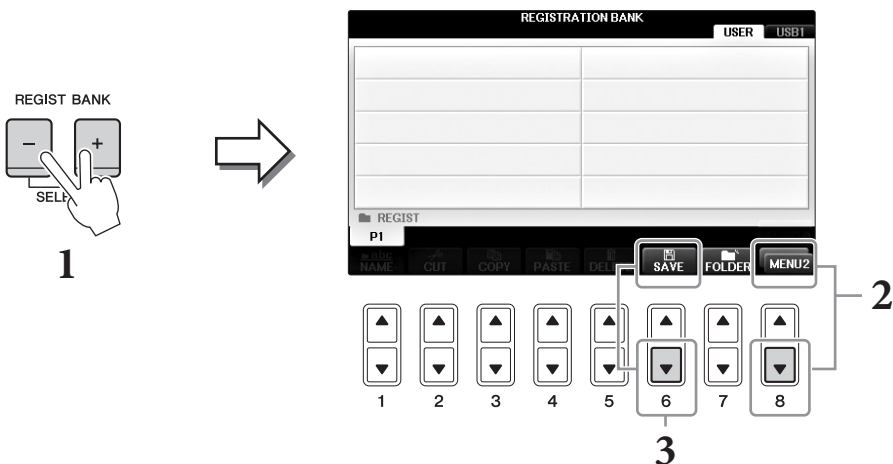 REGISTRATION BANK
USER USB1
REGIST BANK
- +
1
REGIST
P1
NAME CUT COPY PASTE SAVE FOLDER MENU2
2
1 2 3 4 5 6 7 8
3